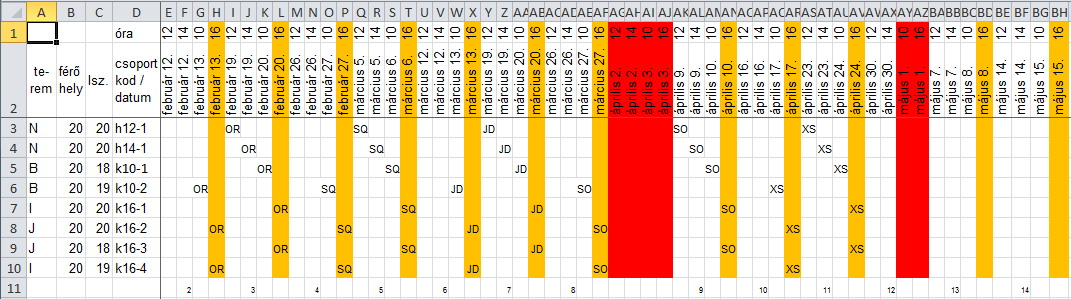 A B C D E F G H I J K L M N O P Q R S T U V W X Y Z AA AB AC AD AE AF AG AH AI AJ AK AL AN AN AO AP AC AR AS AT AU AV AV AX AY AZ BA BB BC BD BE BF BG BH
1 óra 12 14 10 16 12 14 10 16 12 14 10 16 12 14 10 16 12 14 10 16 12 14 10 16 12 14 10 16 12 14 10 16 12 14 10 16 12 14 10 16 12 14 10 16 12 14 10 16 12 14 10 16 12 14 10 16
2 te-rem férő hely lsz. csoport kod / datum február 12. február 12. február 13. február 13. február 19. február 19. február 20. február 20. február 26. február 26. február 27. február 27. március 5. március 5. március 6. március 6. március 12. március 12. március 13. március 13. március 19. március 19. március 20. március 20. március 26. március 26. március 27. március 27. április 2. április 2. április 3. április 3. április 9. április 9. április 10. április 10. április 16. április 16. április 17. április 17. április 23. április 23. április 24. április 24. április 30. április 30. május 1. május 1. május 7. május 7. május 8. május 8. május 14. május 14. május 15. május 15.
3 N 20 20 h12-1 OR SQ JD SO XS
4 N 20 20 h14-1 OR SQ JD SO XS
5 B 20 18 k10-1 OR SQ JD SO XS
6 B 20 19 k10-2 OR SQ JD SO XS
7 I 20 20 k16-1 OR SQ JD SO XS
8 J 20 20 k16-2 OR SQ JD SO XS
9 J 20 18 k16-3 OR SQ JD SO XS
10 I 20 19 k16-4 OR SQ JD SO XS
11 2 3 4 5 6 7 8 9 10 11 12 13 14